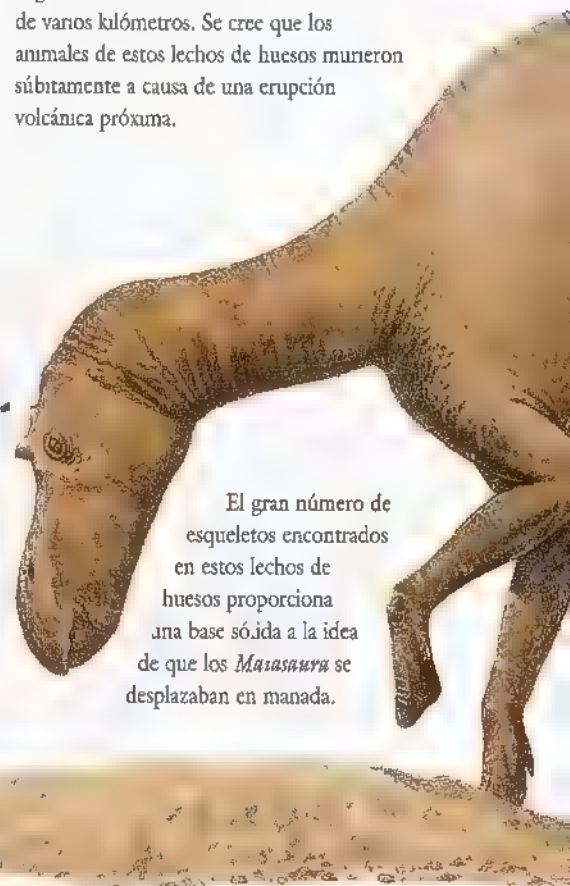 de varios kilómetros. Se cree que los
animales de estos lechos de huesos murieron
súbitamente a causa de una erupción
volcánica próxima.
El gran número de
esqueletos encontrados
en estos lechos de
huesos proporciona
una base sólida a la idea
de que los Maiasaura se
desplazaban en manada.